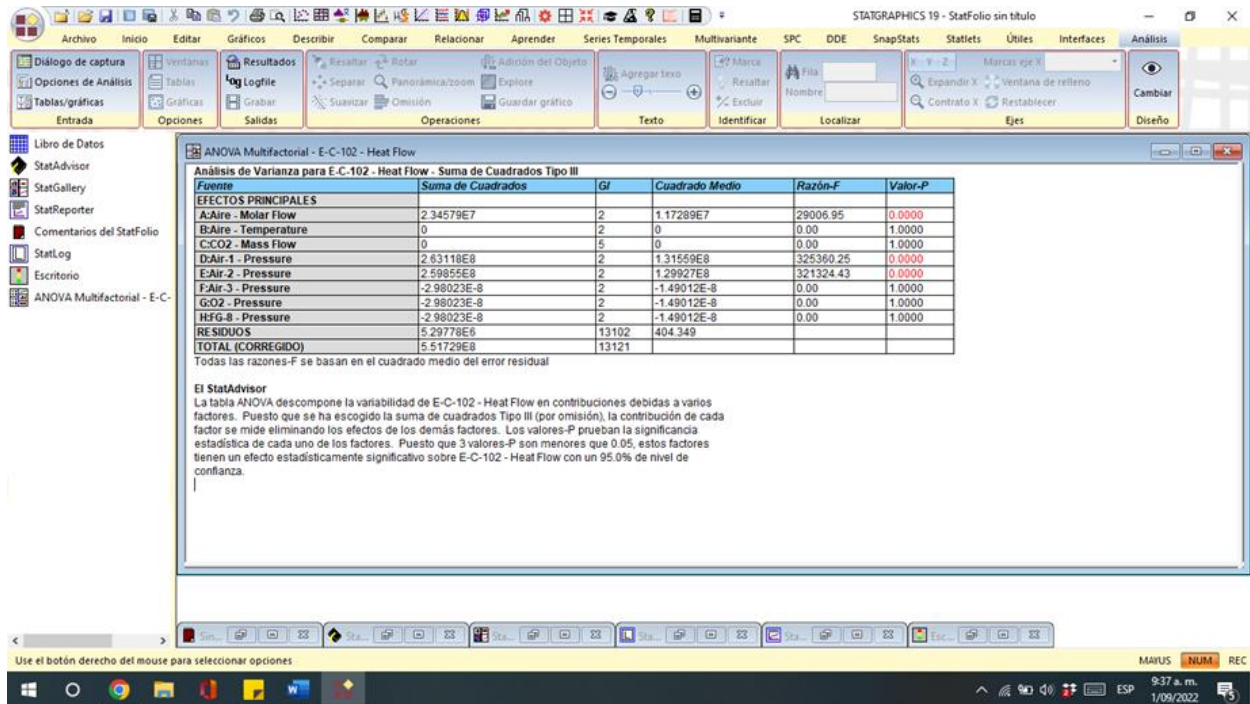 STATGRAPHICS 19 - StatFolio sin título
Archivo Inicio Editar Gráficos Describir Comparar Relacionar Aprender Series Temporales Multivariante SPC DDE SnapStats Statlets Útiles Interfaces Análisis
Diálogo de captura Ventanas Resultados Resaltar Rotar Adición del Objeto Agregar texo Marca Fila X Y Z Marcas eje X
Opciones de Análisis Tablas Logfile Separar Panorámica/zoom Explore Resaltar Nombre Expandir X Ventana de relleno Cambiar
Tablas/gráficas Gráficas Grabar Suavizar Omisión Guardar gráfico Excluir Contrato X Restablecer
Entrada Opciones Salidas Operaciones Texto Identificar Localizar Ejes Diseño
Libro de Datos
StatAdvisor
StatGallery
StatReporter
Comentarios del StatFolio
StatLog
Escritorio
ANOVA Multifactorial - E-C-
ANOVA Multifactorial - E-C-102 - Heat Flow
Análisis de Varianza para E-C-102 - Heat Flow - Suma de Cuadrados Tipo III
Fuente Suma de Cuadrados Gl Cuadrado Medio Razón-F Valor-P
EFECTOS PRINCIPALES
A:Aire - Molar Flow 2.34579E7 2 1.17289E7 29006.95 0.0000
B:Aire - Temperature 0 2 0 0.00 1.0000
C:CO2 - Mass Flow 0 5 0 0.00 1.0000
D:Air-1 - Pressure 2.63118E8 2 1.31559E8 325360.25 0.0000
E:Air-2 - Pressure 2.59855E8 2 1.29927E8 321324.43 0.0000
F:Air-3 - Pressure -2.98023E-8 2 -1.49012E-8 0.00 1.0000
G:O2 - Pressure -2.98023E-8 2 -1.49012E-8 0.00 1.0000
H:FG-8 - Pressure -2.98023E-8 2 -1.49012E-8 0.00 1.0000
RESIDUOS 5.29778E6 13102 404.349
TOTAL (CORREGIDO) 5.51729E8 13121
Todas las razones-F se basan en el cuadrado medio del error residual
El StatAdvisor
La tabla ANOVA descompone la variabilidad de E-C-102 - Heat Flow en contribuciones debidas a varios
factores. Puesto que se ha escogido la suma de cuadrados Tipo III (por omisión), la contribución de cada
factor se mide eliminando los efectos de los demás factores. Los valores-P prueban la significancia
estadística de cada uno de los factores. Puesto que 3 valores-P son menores que 0.05, estos factores
tienen un efecto estadísticamente significativo sobre E-C-102 - Heat Flow con un 95.0% de nivel de
confianza.
Sin... Sta... Sta... Sta... Sta... Esc...
Use el botón derecho del mouse para seleccionar opciones
MAYUS NUM REC
ESP
9:37 a. m.
1/09/2022